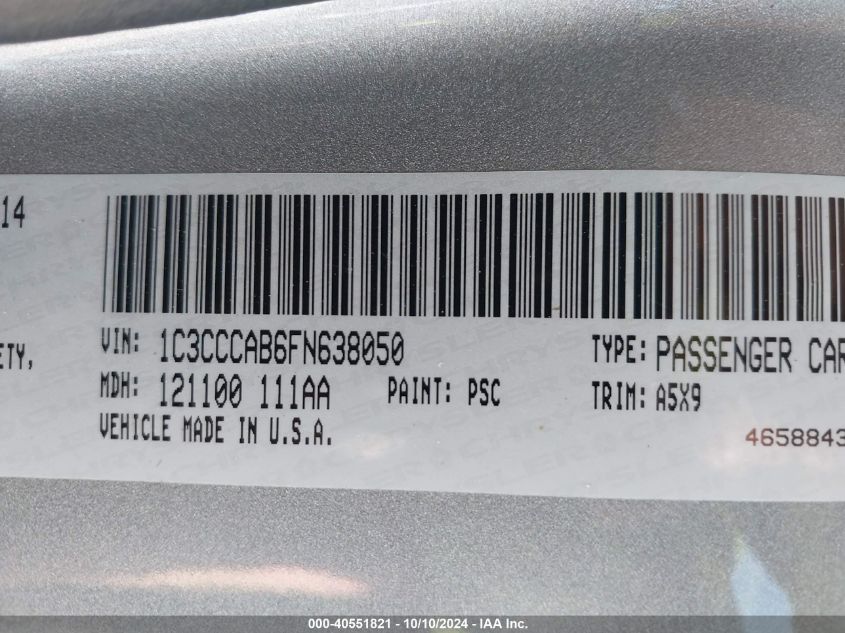 14
ETY,
VIN: 1C3CCCAB6FN638050
TYPE: PASSENGER CAR
MDH: 121100 111AA
PAINT: PSC
TRIM: A5X9
VEHICLE MADE IN U.S.A.
4658843
000-40551821 - 10/10/2024 - IAA Inc.